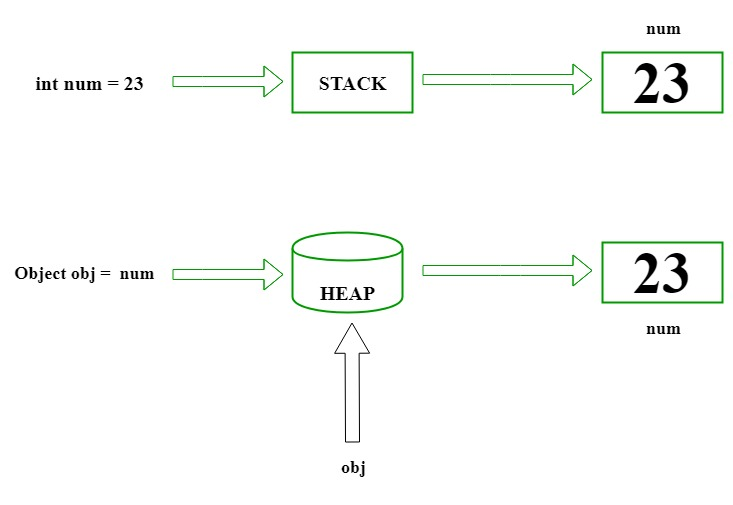 num
int num = 23
STACK
23
Object obj = num
HEAP
23
num
obj